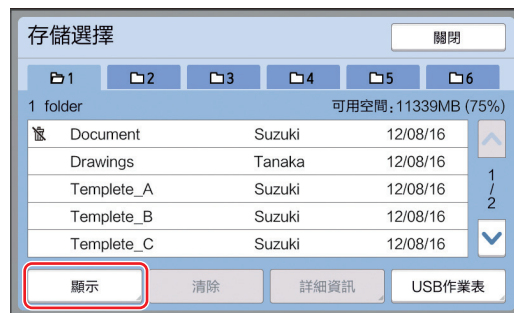 存儲選擇 關閉
1 2 3 4 5 6
1 folder 可用空間:11339MB (75%)
Document Suzuki 12/08/16
Drawings Tanaka 12/08/16
Templete_A Suzuki 12/08/16
Templete_B Suzuki 12/08/16
Templete_C Suzuki 12/08/16
1/2
顯示 清除 詳細資訊 USB作業表